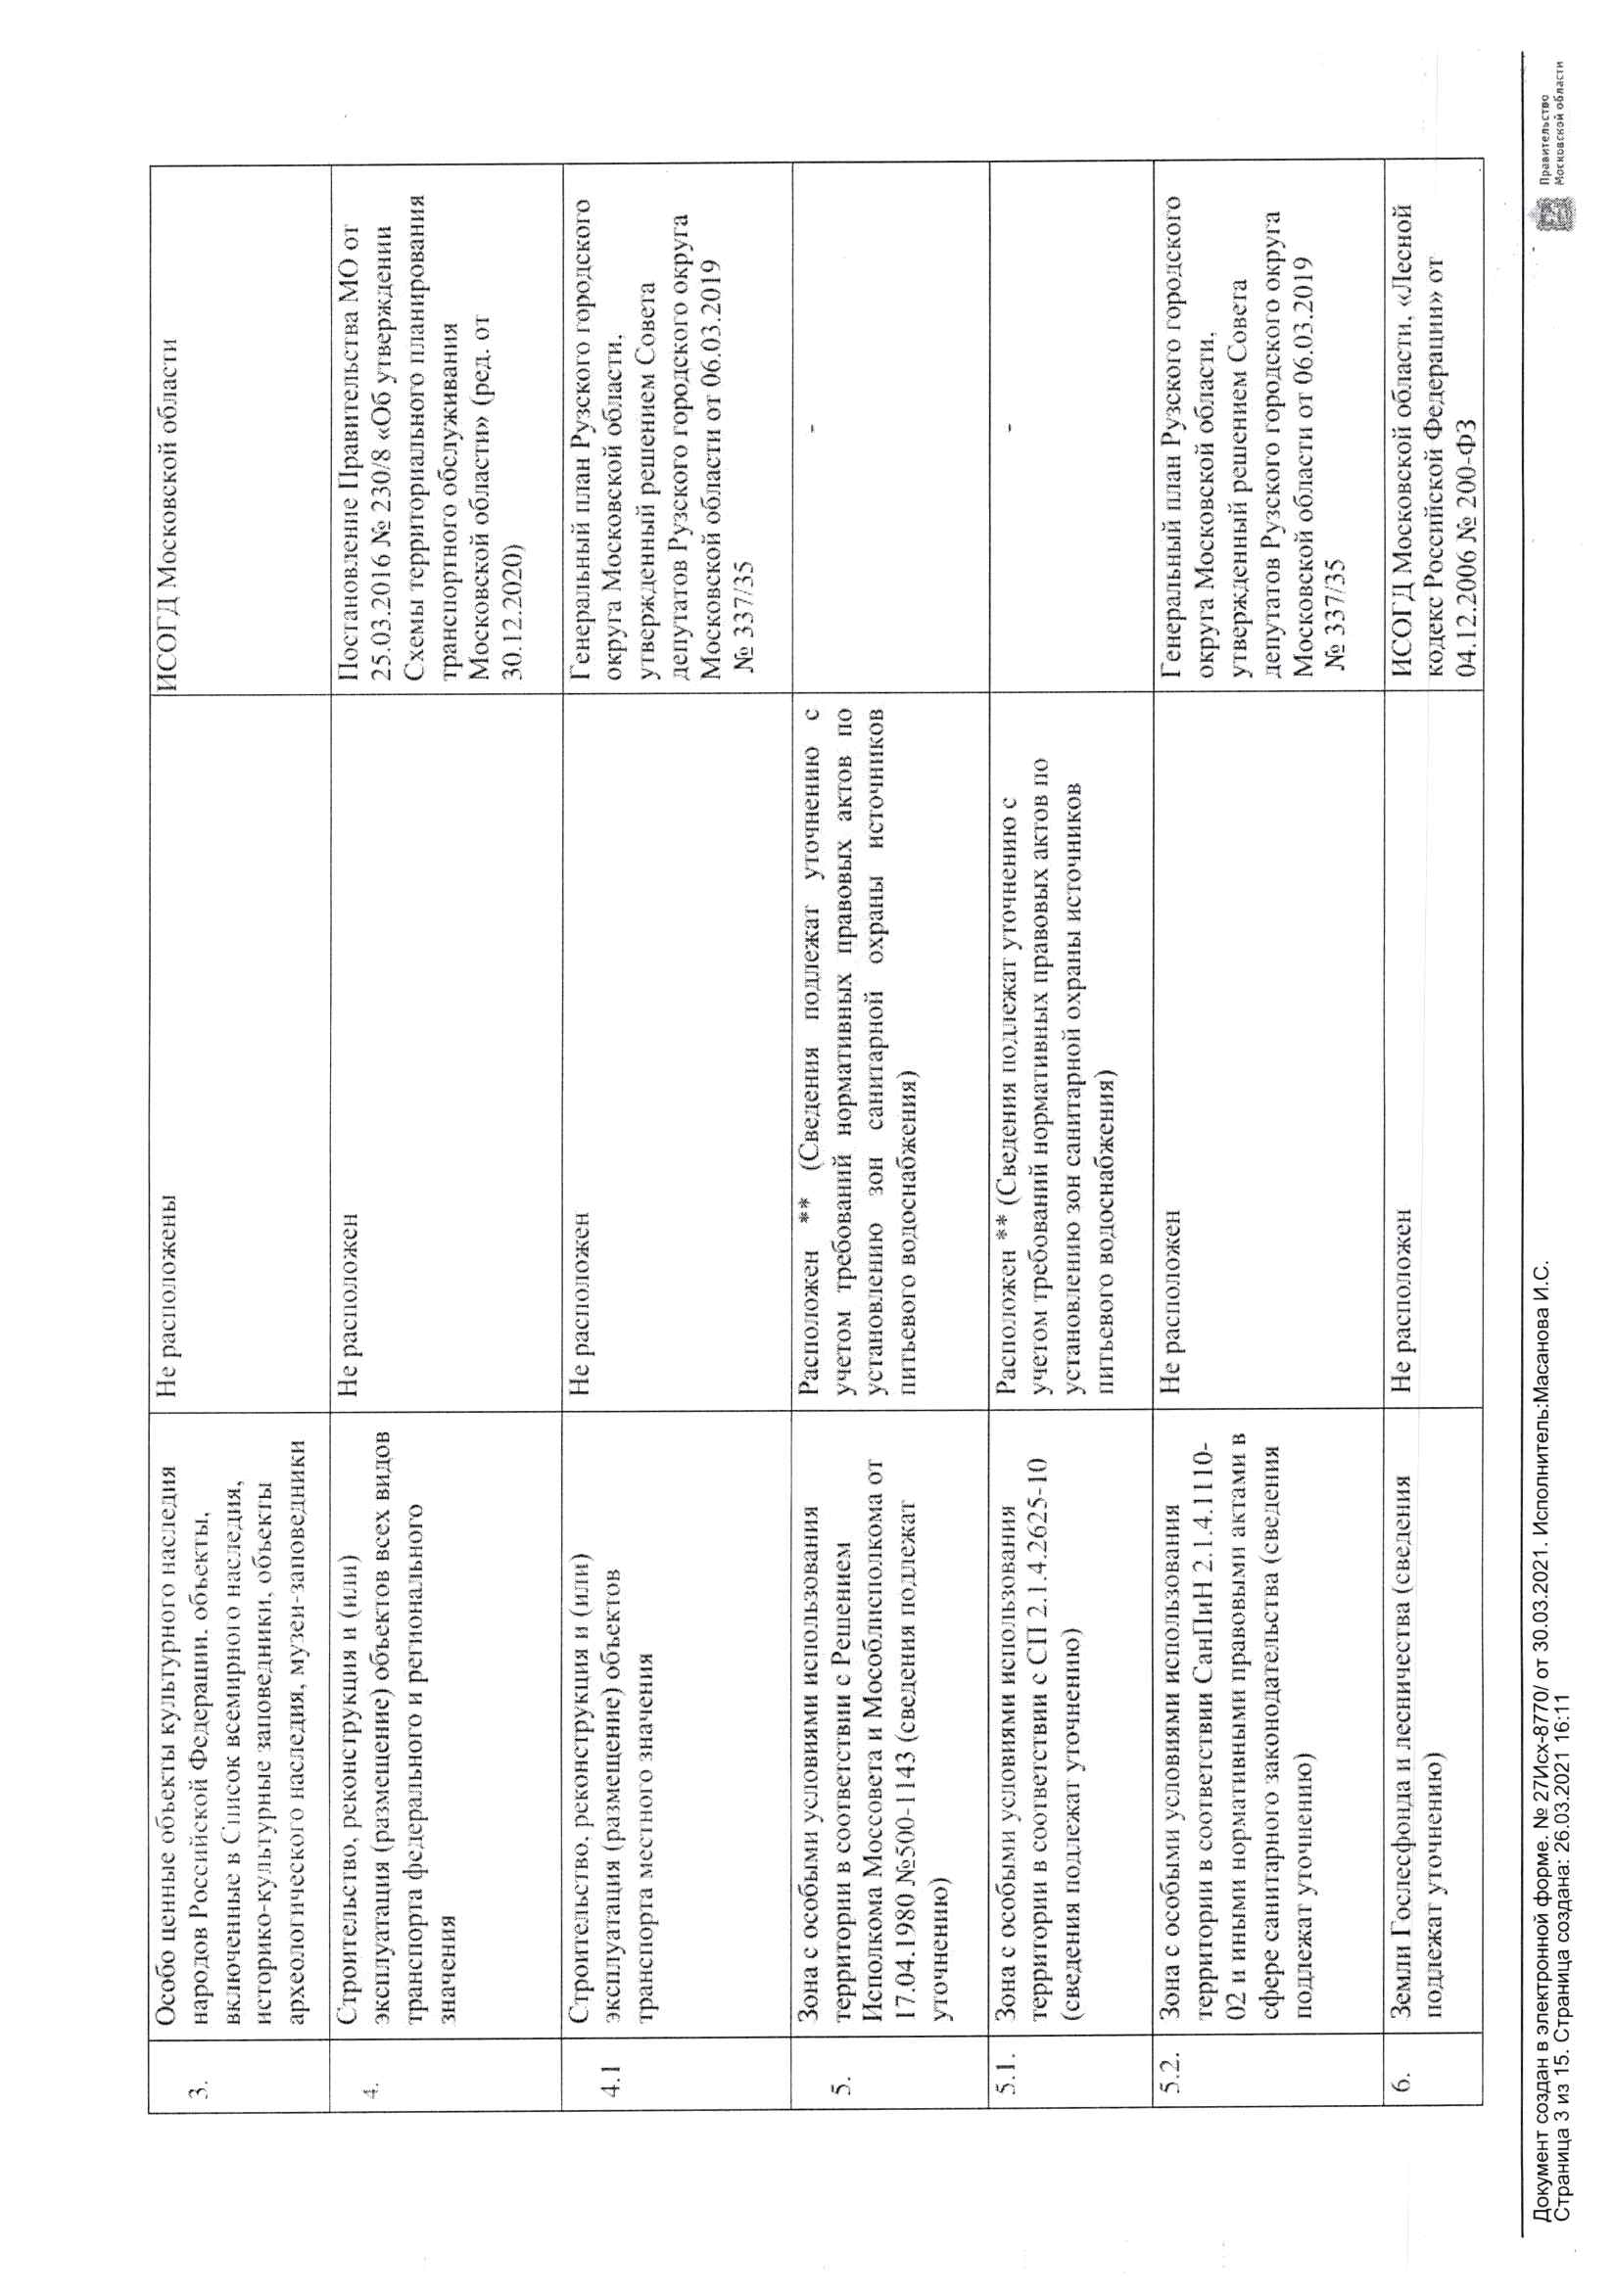 3.
Особо ценные объекты культурного наследия
народов Российской Федерации, объекты,
включенные в Список всемирного наследия,
историко-культурные заповедники, объекты
археологического наследия, музеи-заповедники
Не расположены
ИСОГД Московской области
4.
Строительство, реконструкция и (или)
эксплуатация (размещение) объектов всех видов
транспорта федерального и регионального
значения
Не расположен
Постановление Правительства МО от
25.03.2016 № 230/8 «Об утверждении
Схемы территориального планирования
транспортного обслуживания
Московской области» (ред. от
30.12.2020)
4.1
Строительство, реконструкция и (или)
эксплуатация (размещение) объектов
транспорта местного значения
Не расположен
Генеральный план Рузского городского
округа Московской области,
утвержденный решением Совета
депутатов Рузского городского округа
Московской области от 06.03.2019
№ 337/35
5.
Зона с особыми условиями использования
территории в соответствии с Решением
Исполкома Моссовета и Мособлисполкома от
17.04.1980 №500-1143 (сведения подлежат
уточнению)
Расположен ** (Сведения подлежат уточнению с
учетом требований нормативных правовых актов по
установлению зон санитарной охраны источников
питьевого водоснабжения)
-
5.1.
Зона с особыми условиями использования
территории в соответствии с СП 2.1.4.2625-10
(сведения подлежат уточнению)
Расположен ** (Сведения подлежат уточнению с
учетом требований нормативных правовых актов по
установлению зон санитарной охраны источников
питьевого водоснабжения)
-
5.2.
Зона с особыми условиями использования
территории в соответствии СанПиН 2.1.4.1110-
02 и иными нормативными правовыми актами в
сфере санитарного законодательства (сведения
подлежат уточнению)
Не расположен
Генеральный план Рузского городского
округа Московской области,
утвержденный решением Совета
депутатов Рузского городского округа
Московской области от 06.03.2019
№ 337/35
6.
Земли Гослесфонда и лесничества (сведения
подлежат уточнению)
Не расположен
ИСОГД Московской области, «Лесной
кодекс Российской Федерации» от
04.12.2006 № 200-ФЗ
Документ создан в электронной форме. № 27Исх-8770/ от 30.03.2021. Исполнитель:Масанова И.С.
Страница 3 из 15. Страница создана: 26.03.2021 16:11
Правительство
Московской области